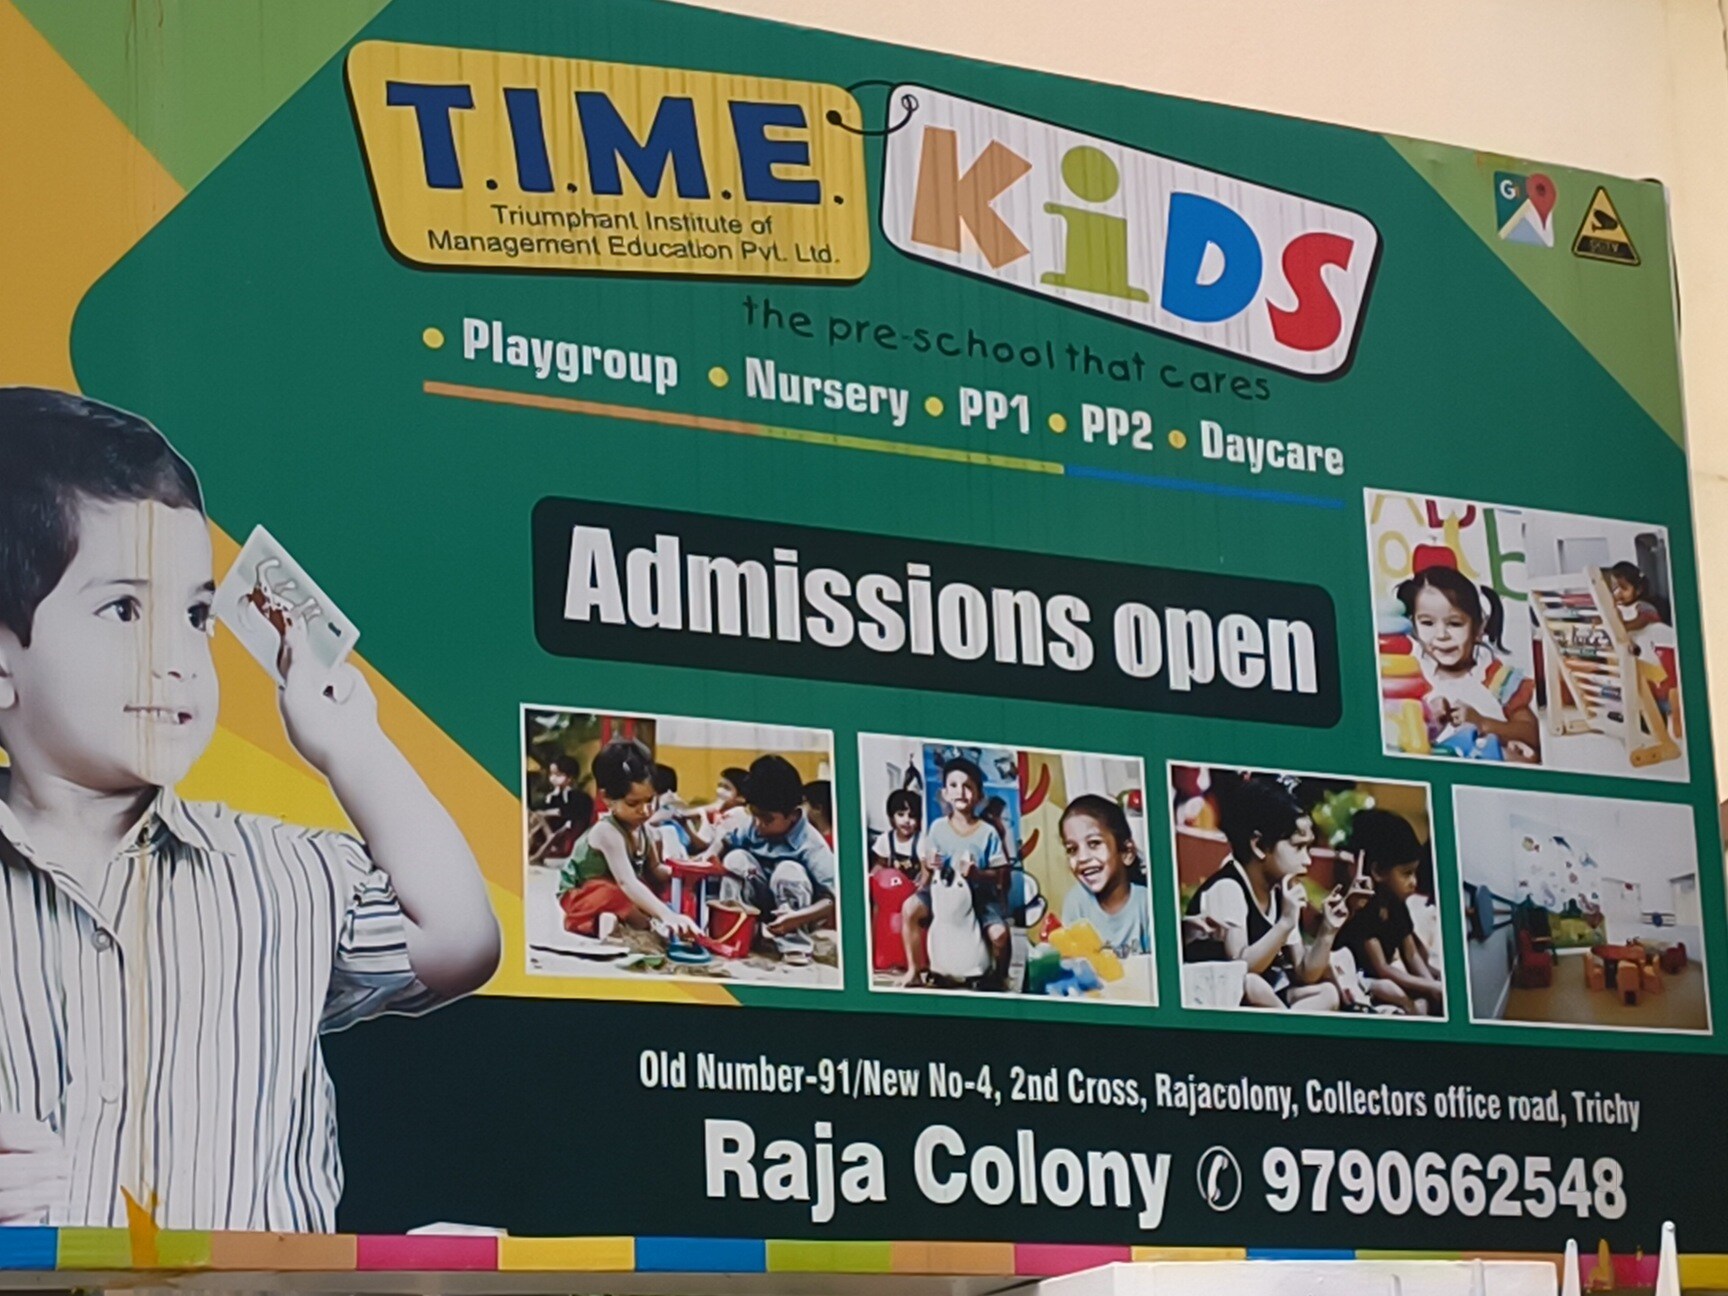 T.I.M.E.
Triumphant Institute of
Management Education Pvt. Ltd.
KiDS
the pre-school that cares
• Playgroup • Nursery • PP1 • PP2 • Daycare
G
CCTV
Admissions open
Old Number-91/New No-4, 2nd Cross, Rajacolony, Collectors office road, Trichy
Raja Colony ✆ 9790662548